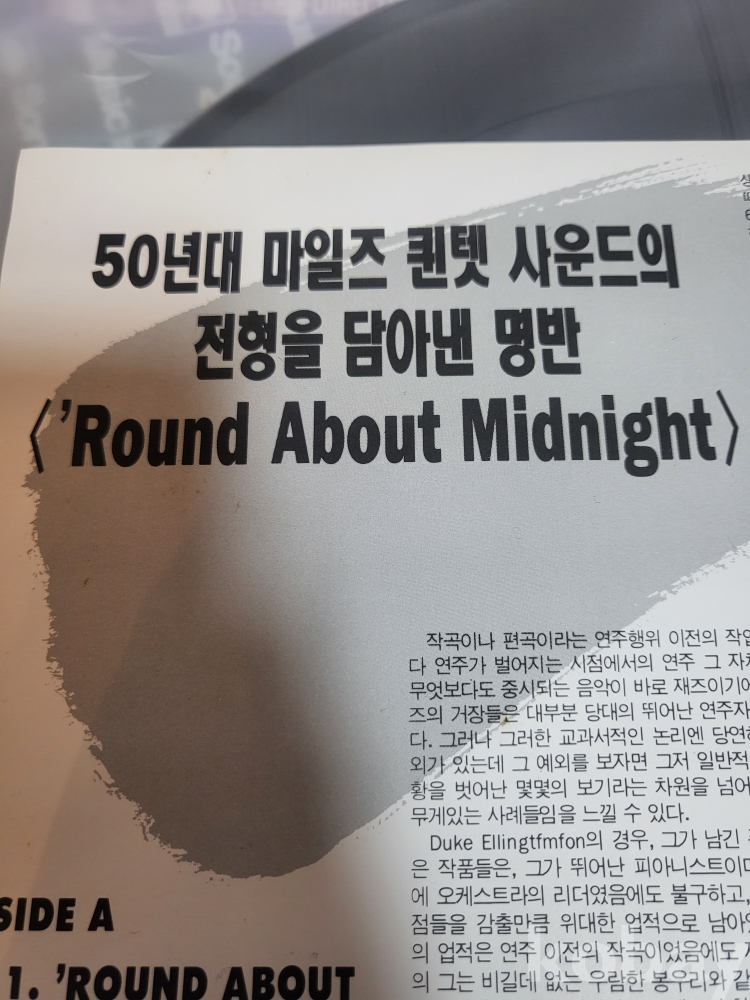 50년대 마일즈 퀸텟 사운드의
전형을 담아낸 명반
〈’Round About Midnight〉
작곡이나 편곡이라는 연주행위 이전의
다 연주가 벌어지는 시점에서의 연주 그
무엇보다도 중시되는 음악이 바로 재즈이기에
즈의 거장들은 대부분 당대의 뛰어난 연주자
다. 그러나 그러한 교과서적인 논리엔
외가 있는데 그 예외를 보자면 그저 일반적
황을 벗어난 몇몇의 보기라는 차원을 넘어
무게있는 사례들임을 느낄 수 있다.
Duke Ellingtfmfon의 경우, 그가 남긴
은 작품들은, 그가 뛰어난
에 오케스트라의 리더였음에도 불구하고,
점들을 감출만큼 위대한 업적으로
의 업적은 연주 이전의 작곡이었음에도
의 그는 비길데 없는 우람한 봉우리와
SIDE A
1. ’ROUND ABOUT